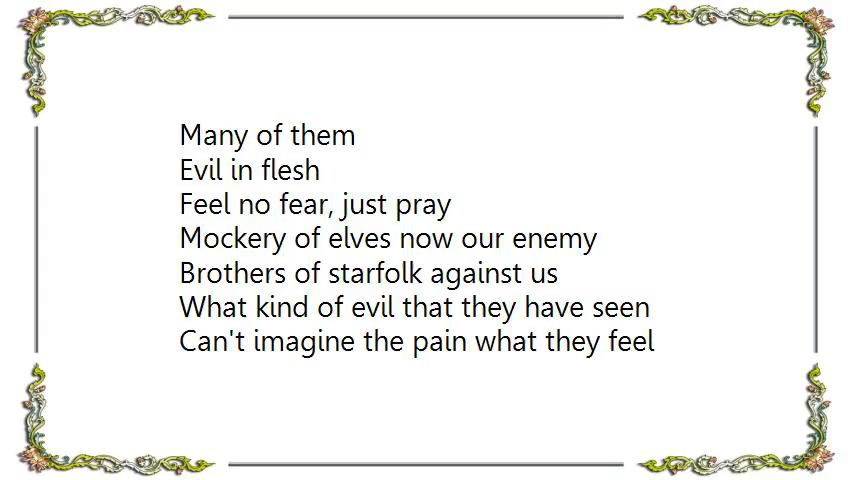 Many of them
Evil in flesh
Feel no fear, just pray
Mockery of elves now our enemy
Brothers of starfolk against us
What kind of evil that they have seen
Can't imagine the pain what they feel